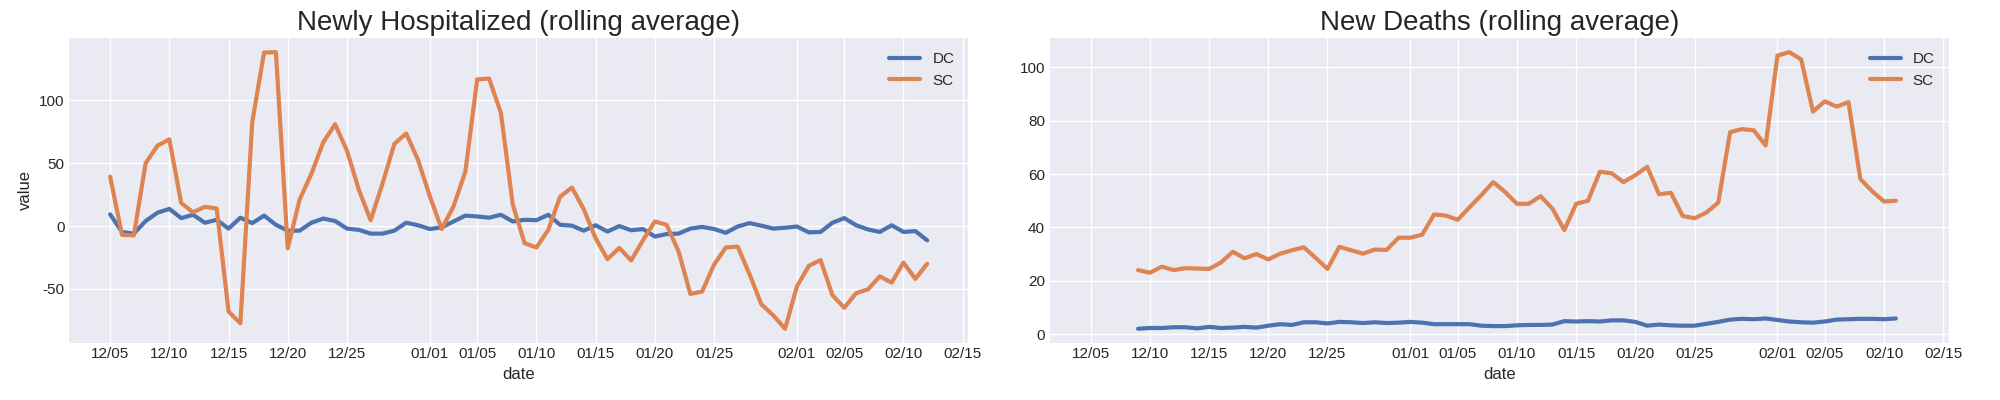 Newly Hospitalized (rolling average)
DC
SC
100
50
0
-50
value
12/05 12/10 12/15 12/20 12/25 01/01 01/05 01/10 01/15 01/20 01/25 02/01 02/05 02/10 02/15
date
New Deaths (rolling average)
DC
SC
100
80
60
40
20
0
12/05 12/10 12/15 12/20 12/25 01/01 01/05 01/10 01/15 01/20 01/25 02/01 02/05 02/10 02/15
date